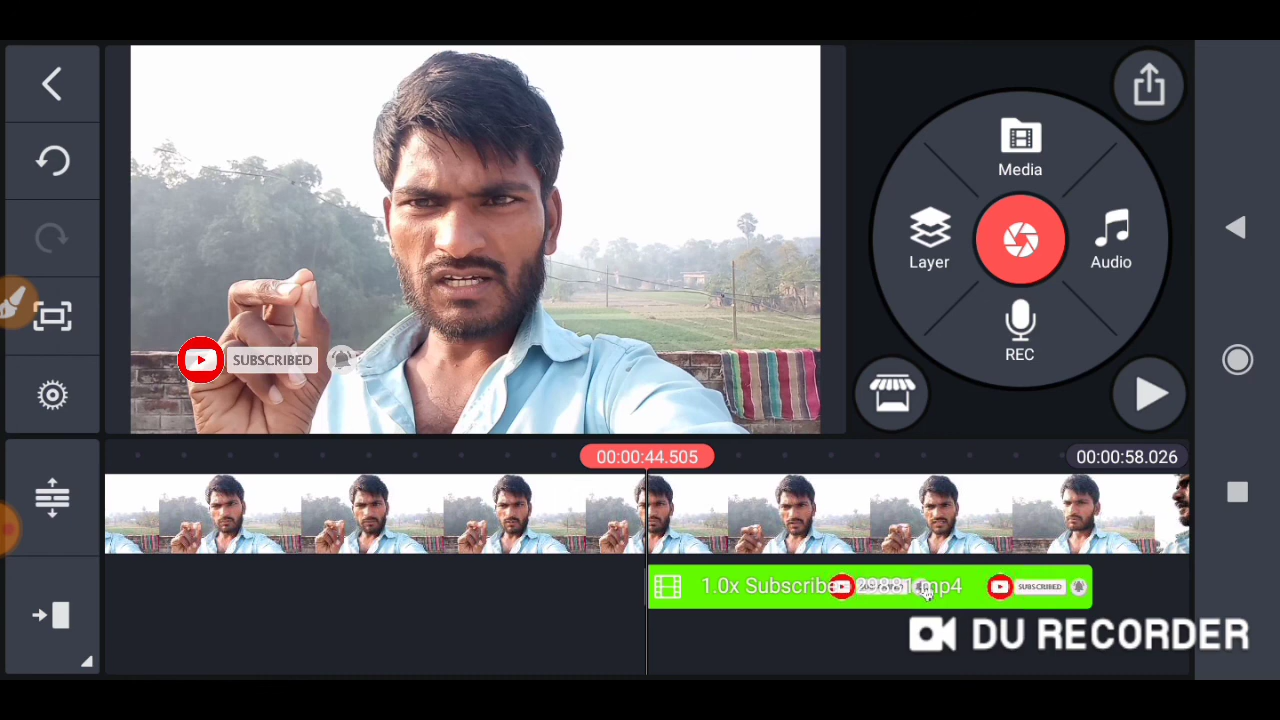 Media
Layer
Audio
REC
SUBSCRIBED
00:00:44.505
00:00:58.026
1.0x Subscribe
29881.mp4
SUBSCRIBED
DU RECORDER